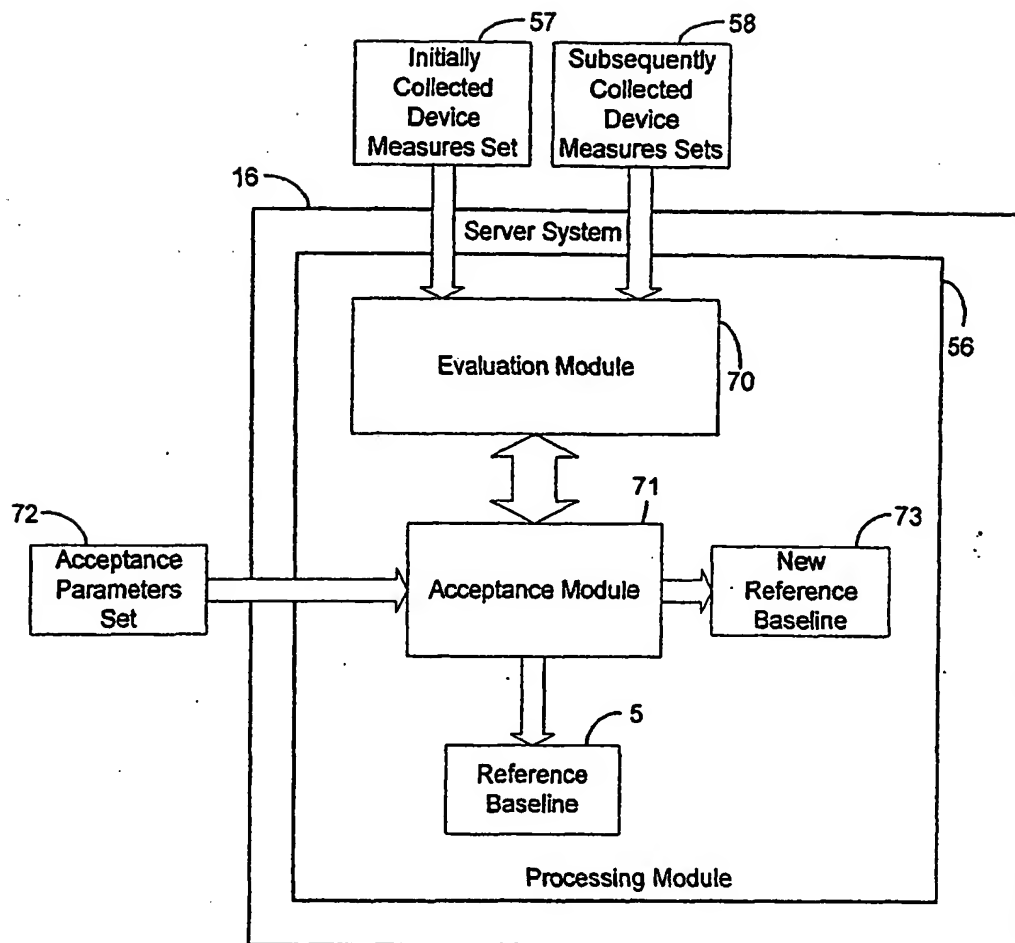 57
58
Initially
Collected
Device
Measures Set
Subsequently
Collected
Device
Measures Sets
16
Server System
56
Evaluation Module
70
71
72
73
Acceptance
Parameters
Set
Acceptance Module
New
Reference
Baseline
5
Reference
Baseline
Processing Module